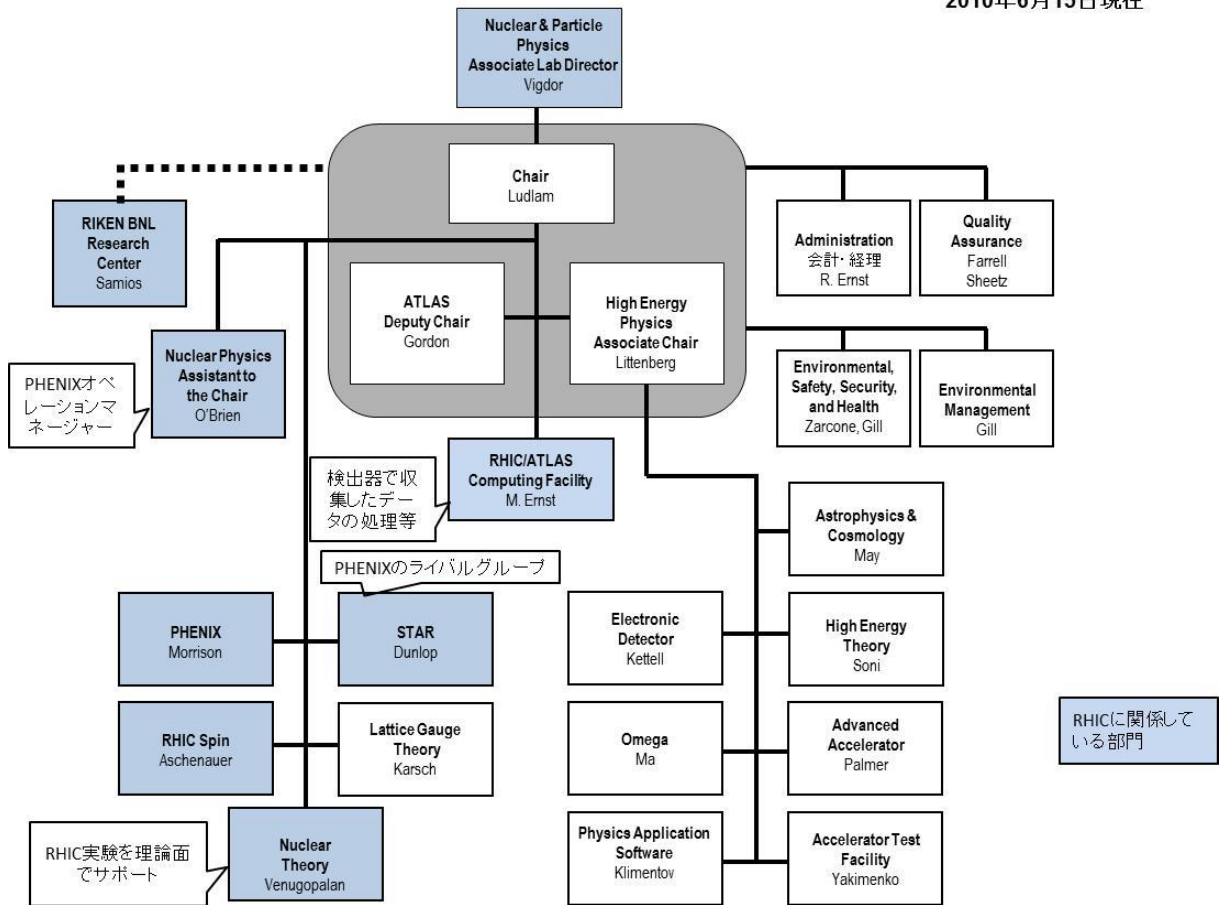 2010年6月15日現在
Nuclear & Particle
Physics
Associate Lab Director
Vigdor
Chair
Ludlam
RIKEN BNL
Research
Center
Samios
Administration
会計・経理
R. Ernst
Quality
Assurance
Farrell
Sheetz
ATLAS
Deputy Chair
Gordon
High Energy
Physics
Associate Chair
Littenberg
Nuclear Physics
Assistant to
the Chair
O'Brien
PHENIXオペ
レーションマ
ネージャー
Environmental,
Safety, Security,
and Health
Zarcone, Gill
Environmental
Management
Gill
RHIC/ATLAS
Computing Facility
M. Ernst
検出器で収
集したデー
タの処理等
Astrophysics &
Cosmology
May
PHENIXのライバルグループ
PHENIX
Morrison
STAR
Dunlop
Electronic
Detector
Kettell
High Energy
Theory
Soni
RHIC Spin
Aschenauer
Lattice Gauge
Theory
Karsch
Omega
Ma
Advanced
Accelerator
Palmer
RHICに関係して
いる部門
RHIC実験を理論面
でサポート
Nuclear
Theory
Venugopalan
Physics Application
Software
Klimentov
Accelerator Test
Facility
Yakimenko